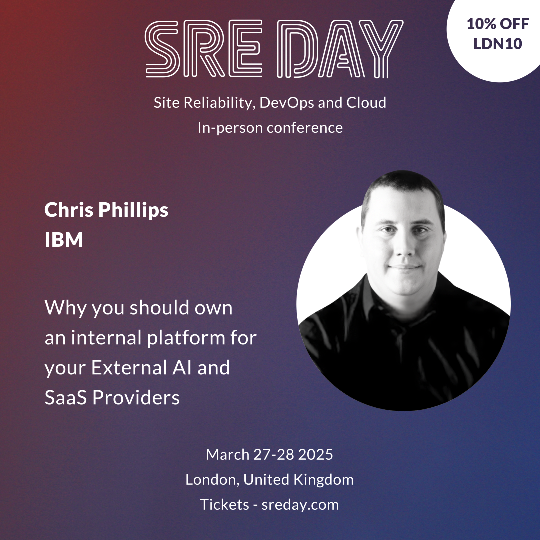 SRE DAY
10% OFF
LDN10
Site Reliability, DevOps and Cloud
In-person conference
Chris Phillips
IBM
Why you should own
an internal platform for
your External AI and
SaaS Providers
March 27-28 2025
London, United Kingdom
Tickets - sreday.com